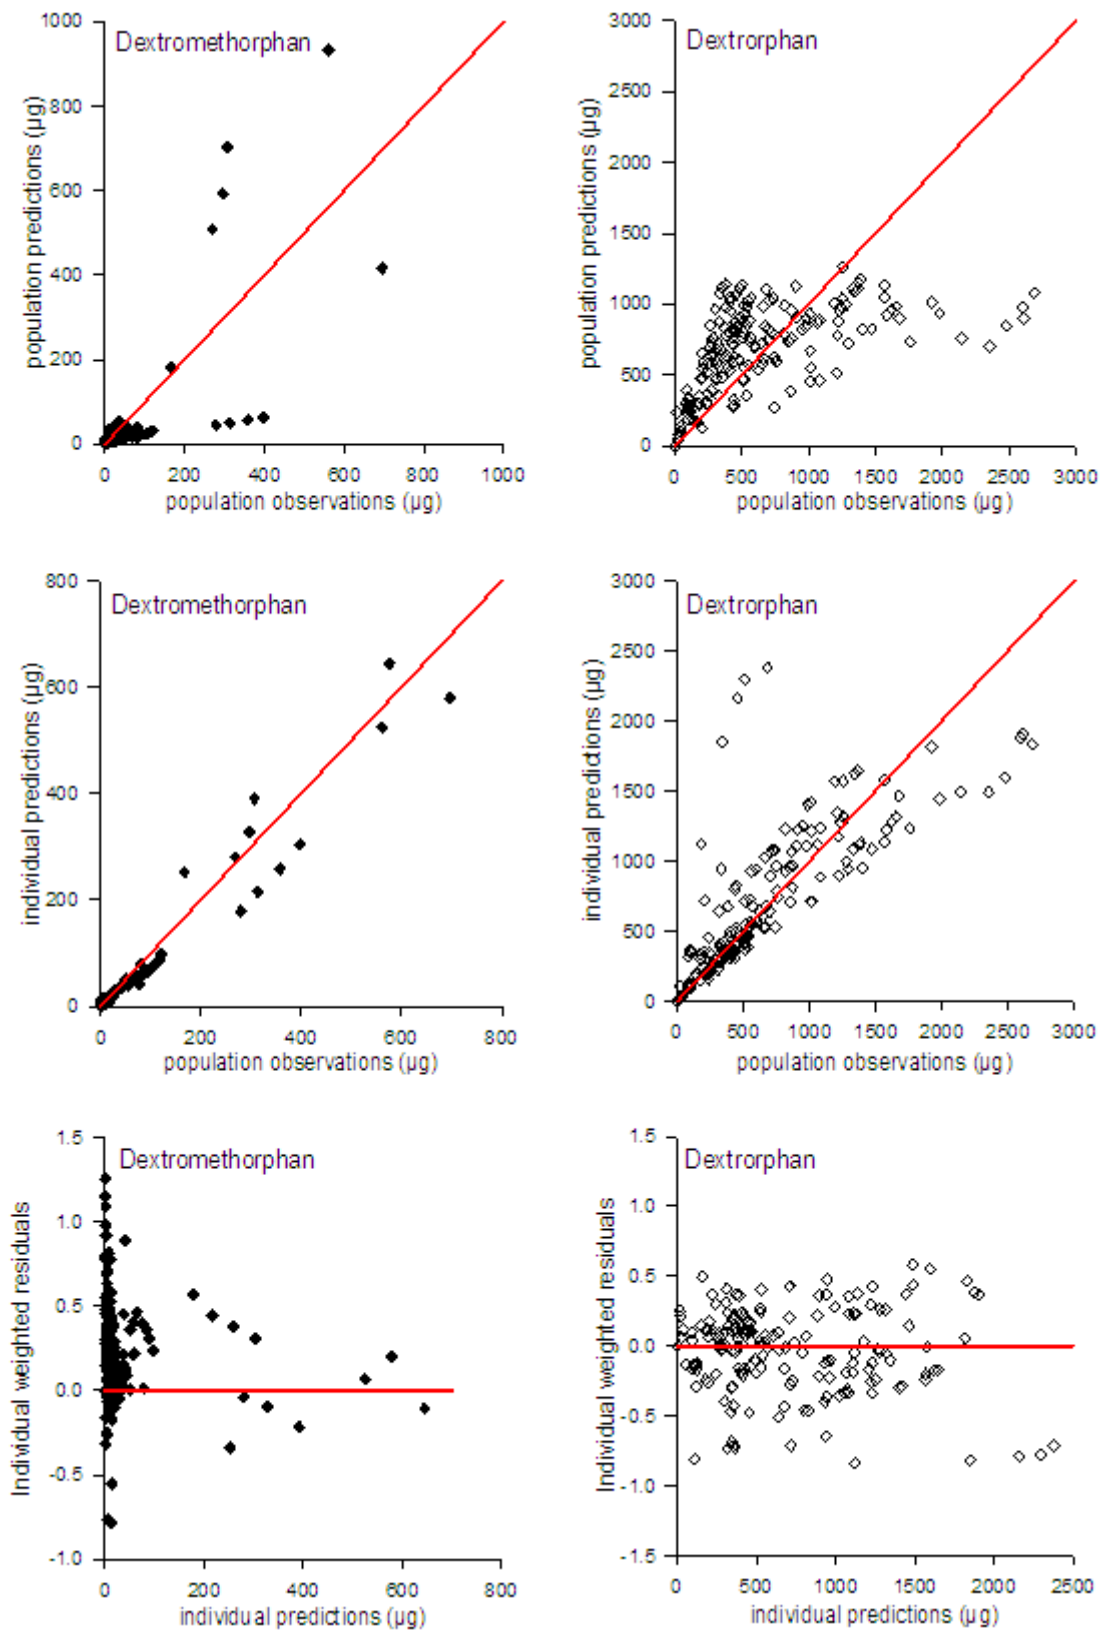 Dextromethorphan
population predictions (µg)
1000
800
600
400
200
0
0 200 400 600 800 1000
population observations (µg)
Dextrorphan
population predictions (µg)
3000
2500
2000
1500
1000
500
0
0 500 1000 1500 2000 2500 3000
population observations (µg)
Dextromethorphan
individual predictions (µg)
800
600
400
200
0
0 200 400 600 800
population observations (µg)
Dextrorphan
individual predictions (µg)
3000
2500
2000
1500
1000
500
0
0 500 1000 1500 2000 2500 3000
population observations (µg)
Dextromethorphan
Individual weighted residuals
1.5
1.0
0.5
0.0
-0.5
-1.0
0 200 400 600 800
individual predictions (µg)
Dextrorphan
Individual weighted residuals
1.5
1.0
0.5
0.0
-0.5
-1.0
-1.5
0 500 1000 1500 2000 2500
individual predictions (µg)